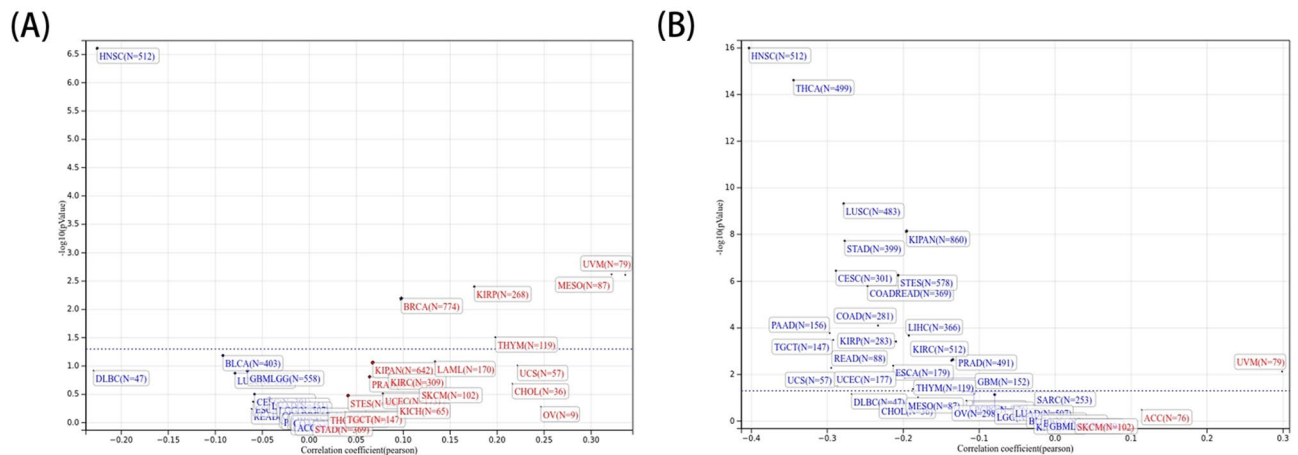 (A)
6.5
6.0
5.5
5.0
4.5
4.0
3.5
3.0
2.5
2.0
1.5
1.0
0.5
0.0
-log10(pValue)
HNSC(N=512)
UVM(N=79)
MESO(N=87)
KIRP(N=268)
BRCA(N=774)
THYM(N=119)
BLCA(N=403)
GBMLGG(N=558)
DLBC(N=47)
KIPAN(N=642)
LAML(N=170)
UCS(N=57)
KIRC(N=309)
CHOL(N=36)
SKCM(N=102)
KICH(N=65)
OV(N=9)
TGCT(N=147)
STAD(N=369)
-0.20
-0.15
-0.10
-0.05
0.00
0.05
0.10
0.15
0.20
0.25
0.30
Correlation coefficient(pearson)
(B)
16
14
12
10
8
6
4
2
0
-log10(pValue)
HNSC(N=512)
THCA(N=499)
LUSC(N=483)
KIPAN(N=860)
STAD(N=399)
CESC(N=301)
STES(N=578)
COADREAD(N=369)
COAD(N=281)
PAAD(N=156)
LIHC(N=366)
TGCT(N=147)
KIRP(N=283)
KIRC(N=512)
READ(N=88)
PRAD(N=491)
UVM(N=79)
ESCA(N=179)
UCS(N=57)
UCEC(N=177)
GBM(N=152)
THYM(N=119)
SARC(N=253)
DLBC(N=47)
MESO(N=87)
OV(N=298
ACC(N=76)
SKCM(N=102)
−0.4
−0.3
−0.2
−0.1
0.0
0.1
0.2
0.3
Correlation coefficient(pearson)